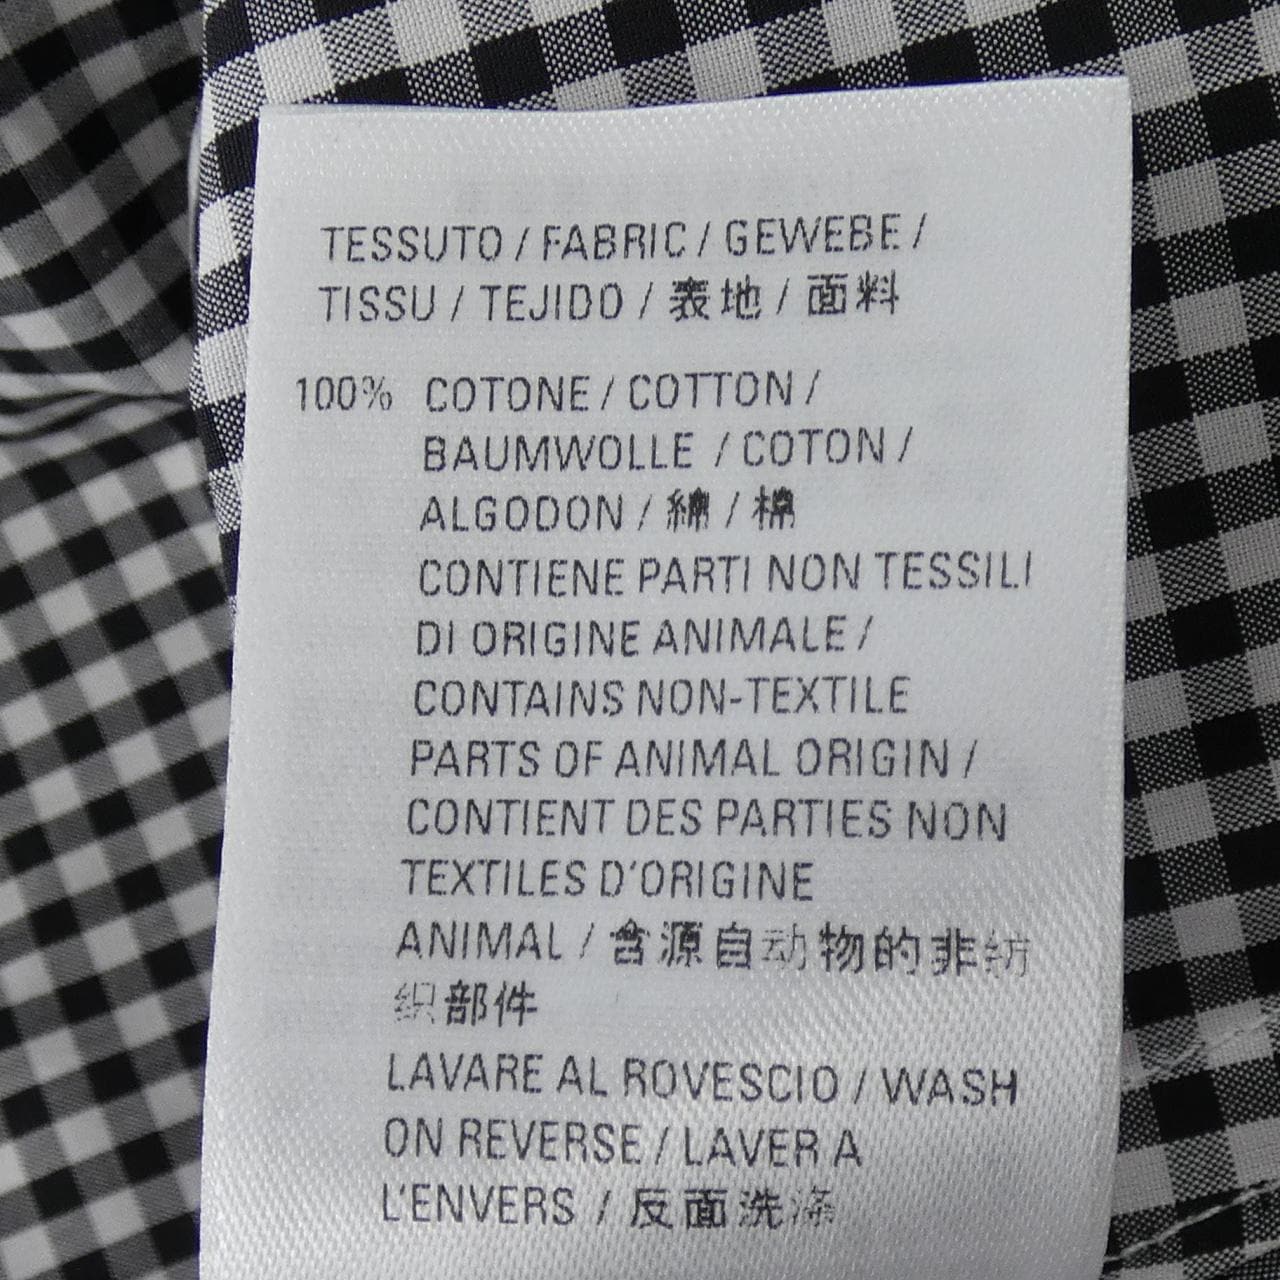 TESSUTO / FABRIC / GEWEBE /
TISSU / TEJIDO / 表地 / 面料
100% COTONE / COTTON /
BAUMWOLLE / COTON /
ALGODON / 綿 / 棉
CONTIENE PARTI NON TESSILI
DI ORIGINE ANIMALE /
CONTAINS NON-TEXTILE
PARTS OF ANIMAL ORIGIN /
CONTIENT DES PARTIES NON
TEXTILES D'ORIGINE
ANIMAL / 含源自动物的非纺
织部件
LAVARE AL ROVESCIO / WASH
ON REVERSE / LAVER A
L'ENVERS / 反面洗涤